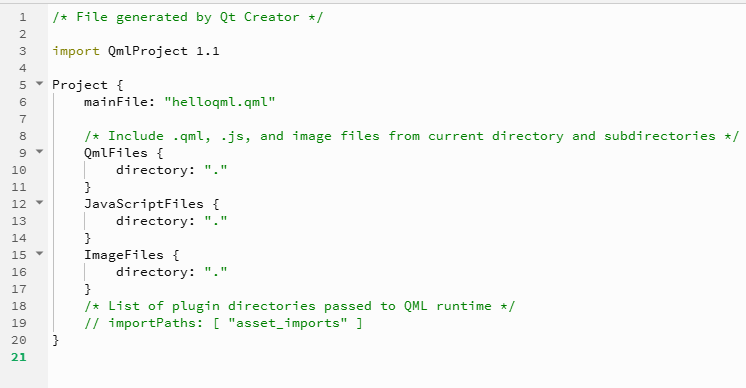 1 /* File generated by Qt Creator */
2
3 import QmlProject 1.1
4
5 Project {
6     mainFile: "helloqml.qml"
7
8     /* Include .qml, .js, and image files from current directory and subdirectories */
9     QmlFiles {
10         directory: "."
11     }
12     JavaScriptFiles {
13         directory: "."
14     }
15     ImageFiles {
16         directory: "."
17     }
18     /* List of plugin directories passed to QML runtime */
19     // importPaths: [ "asset_imports" ]
20 }
21